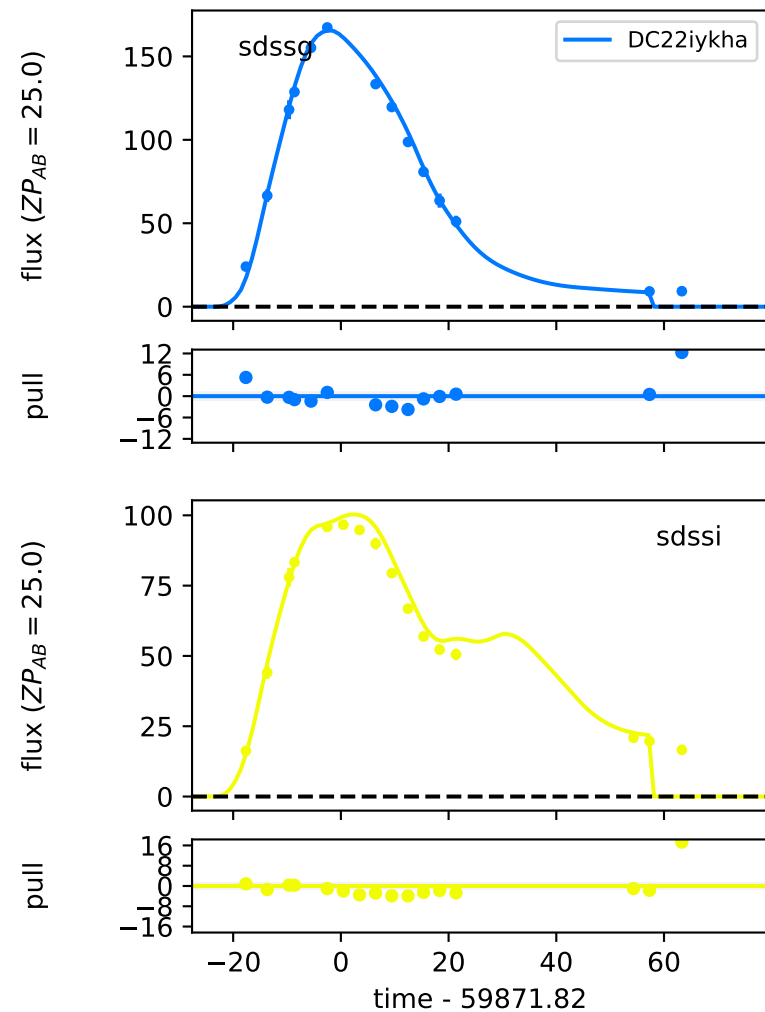 sdssg
DC22iykha
flux (ZP_AB = 25.0)
150
100
50
0
pull
12
6
0
−6
−12
sdssi
flux (ZP_AB = 25.0)
100
75
50
25
0
pull
16
8
0
−8
−16
−20 0 20 40 60
time - 59871.82